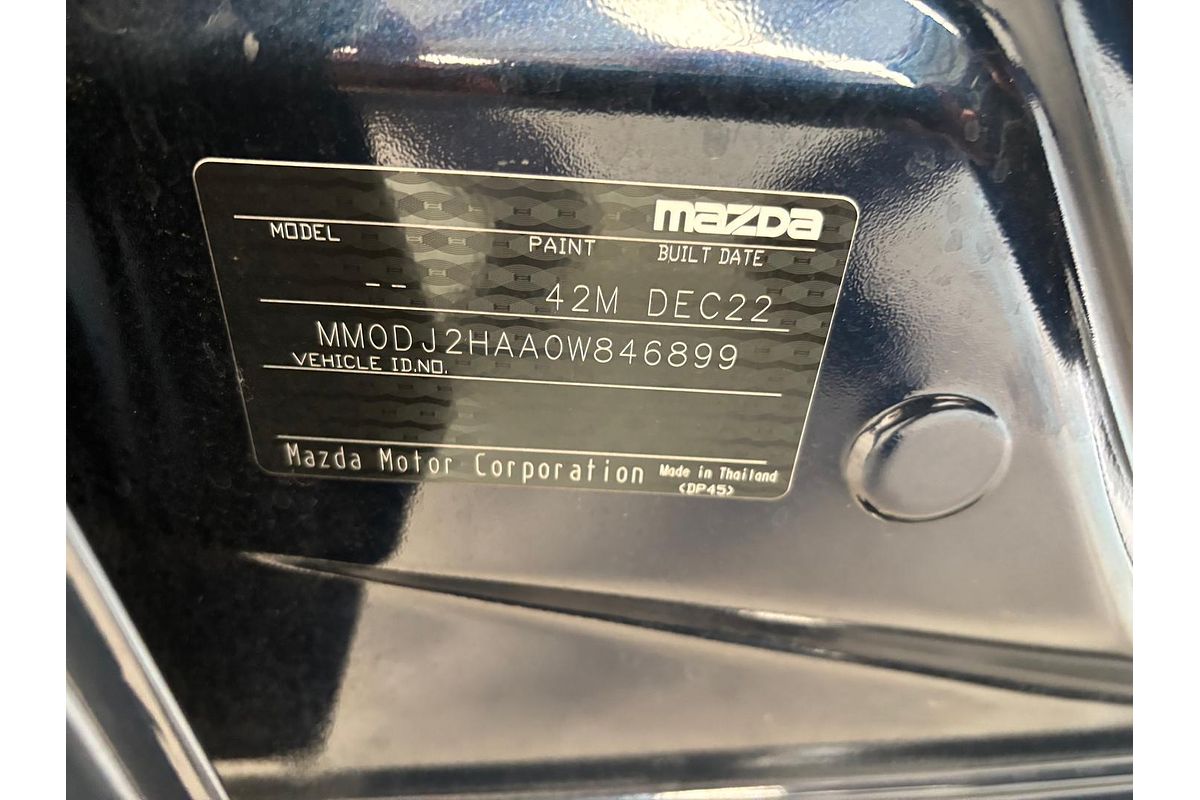 mazda
MODEL PAINT BUILT DATE
-- 42M DEC22
MM0DJ2HAA0W846899
VEHICLE ID.NO.
Mazda Motor Corporation Made in Thailand
(DP45)